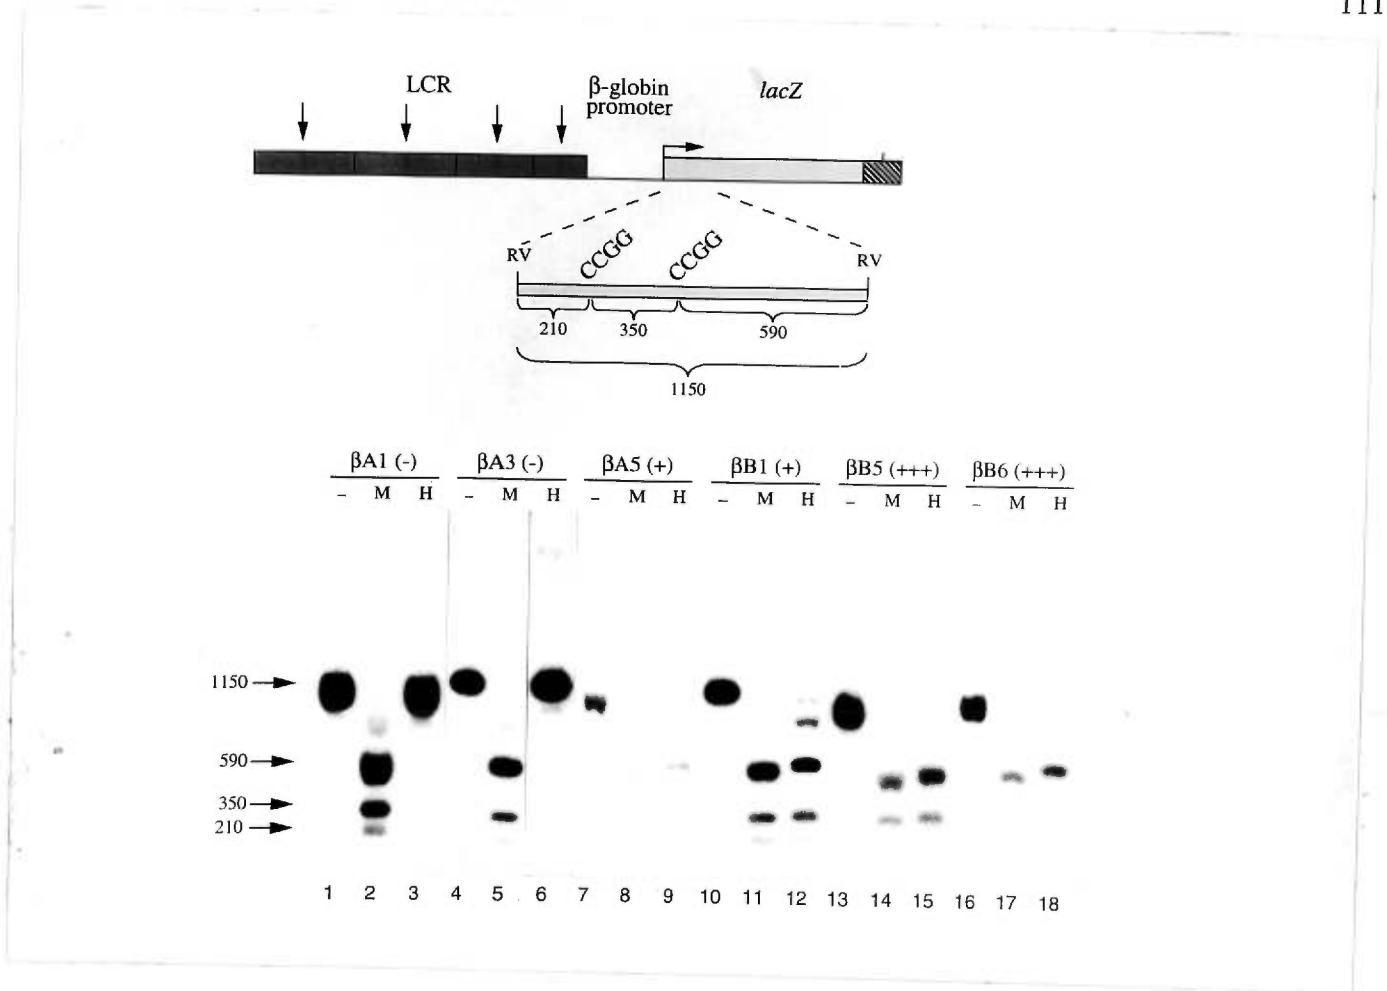 111
LCR
β-globin
promoter
lacZ
RV CCGG CCGG RV
210 350 590
1150
βA1 (-) βA3 (-) βA5 (+) βB1 (+) βB5 (+++) βB6 (+++)
– M H – M H – M H – M H – M H – M H
1150
590
350
210
1 2 3 4 5 6 7 8 9 10 11 12 13 14 15 16 17 18